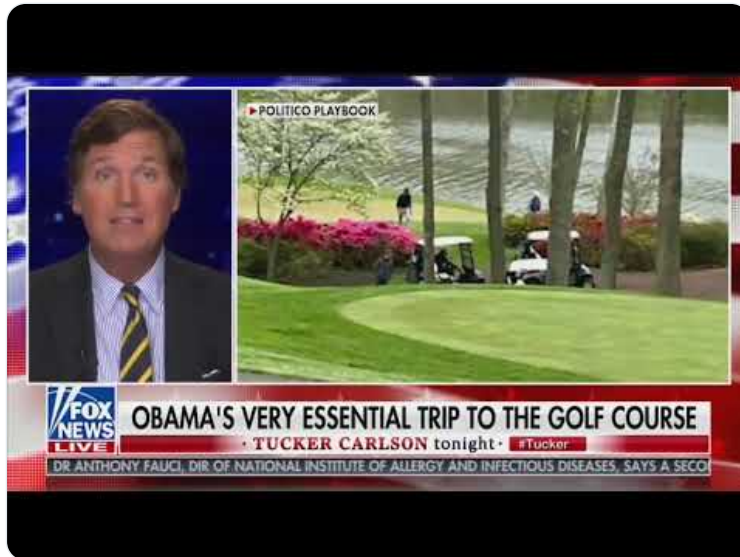 ▶POLITICO PLAYBOOK
FOX
NEWS
LIVE
OBAMA'S VERY ESSENTIAL TRIP TO THE GOLF COURSE
· TUCKER CARLSON tonight · #Tucker
DR ANTHONY FAUCI, DIR OF NATIONAL INSTITUTE OF ALLERGY AND INFECTIOUS DISEASES, SAYS A SECO